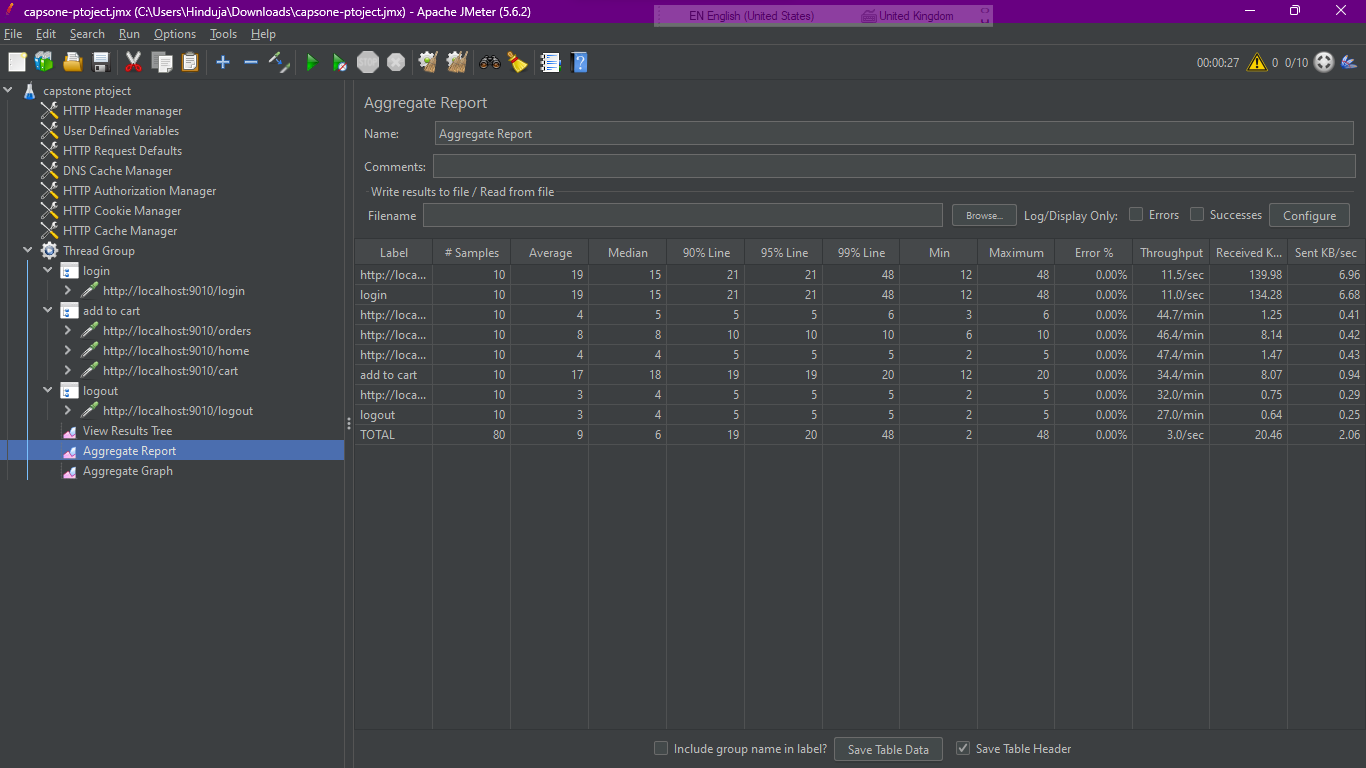 capsone-ptoject.jmx (C:\Users\Hinduja\Downloads\capsone-ptoject.jmx) - Apache JMeter (5.6.2)
EN English (United States) United Kingdom
File Edit Search Run Options Tools Help
STOP 00:00:27 0 0/10
capstone ptoject
HTTP Header manager
User Defined Variables
HTTP Request Defaults
DNS Cache Manager
HTTP Authorization Manager
HTTP Cookie Manager
HTTP Cache Manager
Thread Group
login
http://localhost:9010/login
add to cart
http://localhost:9010/orders
http://localhost:9010/home
http://localhost:9010/cart
logout
http://localhost:9010/logout
View Results Tree
Aggregate Report
Aggregate Graph
Aggregate Report
Name: Aggregate Report
Comments:
Write results to file / Read from file
Filename Browse... Log/Display Only: Errors Successes Configure
Label # Samples Average Median 90% Line 95% Line 99% Line Min Maximum Error % Throughput Received K... Sent KB/sec
http://loca... 10 19 15 21 21 48 12 48 0.00% 11.5/sec 139.98 6.96
login 10 19 15 21 21 48 12 48 0.00% 11.0/sec 134.28 6.68
http://loca... 10 4 5 5 5 6 3 6 0.00% 44.7/min 1.25 0.41
http://loca... 10 8 8 10 10 10 6 10 0.00% 46.4/min 8.14 0.42
http://loca... 10 4 4 5 5 5 2 5 0.00% 47.4/min 1.47 0.43
add to cart 10 17 18 19 19 20 12 20 0.00% 34.4/min 8.07 0.94
http://loca... 10 3 4 5 5 5 2 5 0.00% 32.0/min 0.75 0.29
logout 10 3 4 5 5 5 2 5 0.00% 27.0/min 0.64 0.25
TOTAL 80 9 6 19 20 48 2 48 0.00% 3.0/sec 20.46 2.06
Include group name in label? Save Table Data Save Table Header